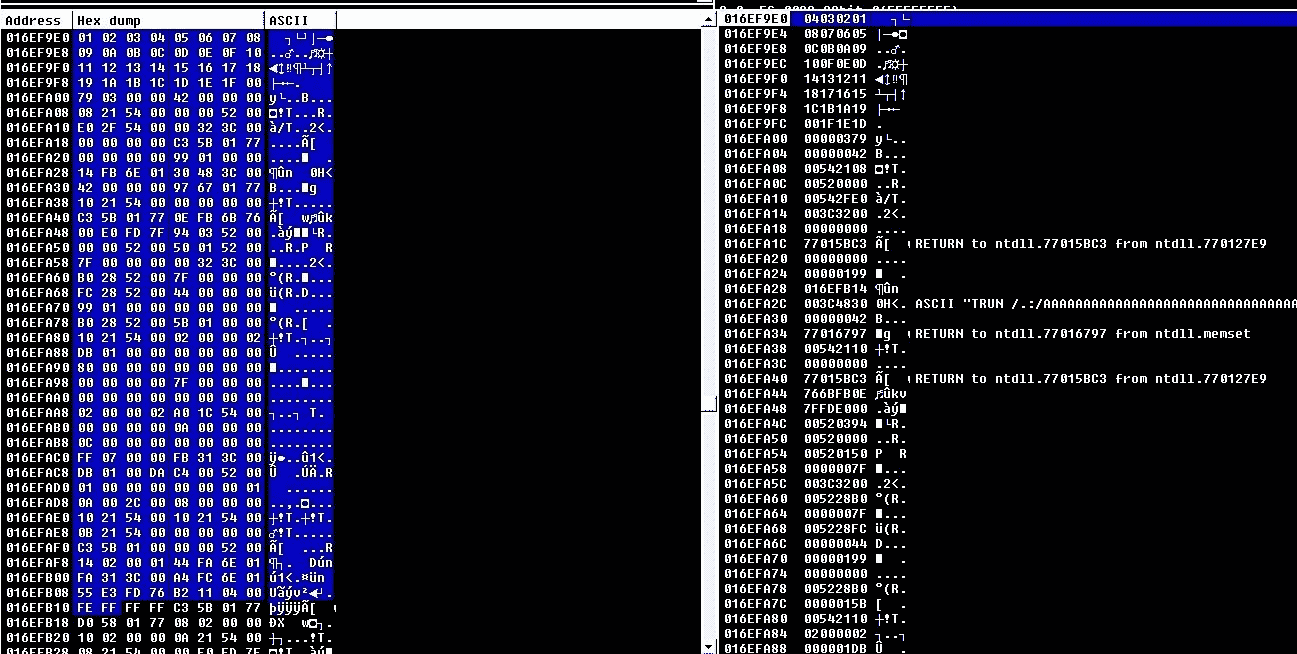 Address Hex dump ASCII
016EF9E0 01 02 03 04 05 06 07 08
016EF9E8 09 0A 0B 0C 0D 0E 0F 10
016EF9F0 11 12 13 14 15 16 17 18
016EF9F8 19 1A 1B 1C 1D 1E 1F 00
016EFA00 79 03 00 00 42 00 00 00 y└..B...
016EFA08 08 21 54 00 00 00 52 00 ◘!T...R.
016EFA10 E0 2F 54 00 00 32 3C 00 à/T..2<.
016EFA18 00 00 00 00 C3 5B 01 77 ....Ã[
016EFA20 00 00 00 00 99 01 00 00
016EFA28 14 FB 6E 01 30 48 3C 00 ¶ûn 0H<
016EFA30 42 00 00 00 97 67 01 77 B...■g
016EFA38 10 21 54 00 00 00 00 00 ┼!T.....
016EFA40 C3 5B 01 77 0E FB 6B 76 Ã[ w♬ûk
016EFA48 00 E0 FD 7F 94 03 52 00 .àý■■└R.
016EFA50 00 00 52 00 50 01 52 00 ..R.P R
016EFA58 7F 00 00 00 00 32 3C 00 ■....2<.
016EFA60 B0 28 52 00 7F 00 00 00 °(R.■...
016EFA68 FC 28 52 00 44 00 00 00 ü(R.D...
016EFA70 99 01 00 00 00 00 00 00 ■ ......
016EFA78 B0 28 52 00 5B 01 00 00 °(R.[ ..
016EFA80 10 21 54 00 02 00 00 02 ┼!T.┐..┐
016EFA88 DB 01 00 00 00 00 00 00 Û ......
016EFA90 80 00 00 00 00 00 00 00 ■.......
016EFA98 00 00 00 00 7F 00 00 00 ....■...
016EFAA0 00 00 00 00 00 00 00 00 ........
016EFAA8 02 00 00 02 A0 1C 54 00 ┐..┐ T.
016EFAB0 00 00 00 00 0A 00 00 00 ........
016EFAB8 0C 00 00 00 00 00 00 00 ........
016EFAC0 FF 07 00 00 FB 31 3C 00 ÿ●..û1<.
016EFAC8 DB 01 00 DA C4 00 52 00 Û .ÚÄ.R
016EFAD0 01 00 00 00 00 00 00 01 ......
016EFAD8 0A 00 2C 00 08 00 00 00 ..,.◘...
016EFAE0 10 21 54 00 10 21 54 00 ┼!T.┼!T.
016EFAE8 0B 21 54 00 00 00 00 00 ♂!T.....
016EFAF0 C3 5B 01 00 00 00 52 00 Ã[ ...R
016EFAF8 14 02 00 01 44 FA 6E 01 ¶┐. Dún
016EFB00 FA 31 3C 00 A4 FC 6E 01 ú1<.¤ün
016EFB08 55 E3 FD 76 B2 11 04 00 Uãýv²◄┘.
016EFB10 FE FF FF FF C3 5B 01 77 þÿÿÿÃ[
016EFB18 D0 58 01 77 08 02 00 00 ÐX w◘┐.
016EFB20 10 02 00 00 0A 21 54 00 ┼┐...!T.
016EFB28 08 21 54 00 00 E0 FD 7F
016EF9E0 04030201 ┐└
016EF9E4 08070605
016EF9E8 0C0B0A09 ..♂.
016EF9EC 100F0E0D .♬☼┼
016EF9F0 14131211 ◄↕‼¶
016EF9F4 18171615
016EF9F8 1C1B1A19
016EF9FC 001F1E1D .
016EFA00 00000379 y└..
016EFA04 00000042 B...
016EFA08 00542108 ◘!T.
016EFA0C 00520000 ..R.
016EFA10 00542FE0 à/T.
016EFA14 003C3200 .2<.
016EFA18 00000000 ....
016EFA1C 77015BC3 Ã[ RETURN to ntdll.77015BC3 from ntdll.770127E9
016EFA20 00000000 ....
016EFA24 00000199 ■ .
016EFA28 016EFB14 ¶ûn
016EFA2C 003C4830 0H<. ASCII "TRUN /.:/AAAAAAAAAAAAAAAAAAAAAAAAAAAAAAAA
016EFA30 00000042 B...
016EFA34 77016797 ■g RETURN to ntdll.77016797 from ntdll.memset
016EFA38 00542110 ┼!T.
016EFA3C 00000000 ....
016EFA40 77015BC3 Ã[ RETURN to ntdll.77015BC3 from ntdll.770127E9
016EFA44 766BFB0E ♬ûkv
016EFA48 7FFDE000 .àý■
016EFA4C 00520394 ■└R.
016EFA50 00520000 ..R.
016EFA54 00520150 P R
016EFA58 0000007F ■...
016EFA5C 003C3200 .2<.
016EFA60 005228B0 °(R.
016EFA64 0000007F ■...
016EFA68 005228FC ü(R.
016EFA6C 00000044 D...
016EFA70 00000199 ■ .
016EFA74 00000000 ....
016EFA78 005228B0 °(R.
016EFA7C 0000015B [ .
016EFA80 00542110 ┼!T.
016EFA84 02000002 ┐..┐
016EFA88 000001DB Û .